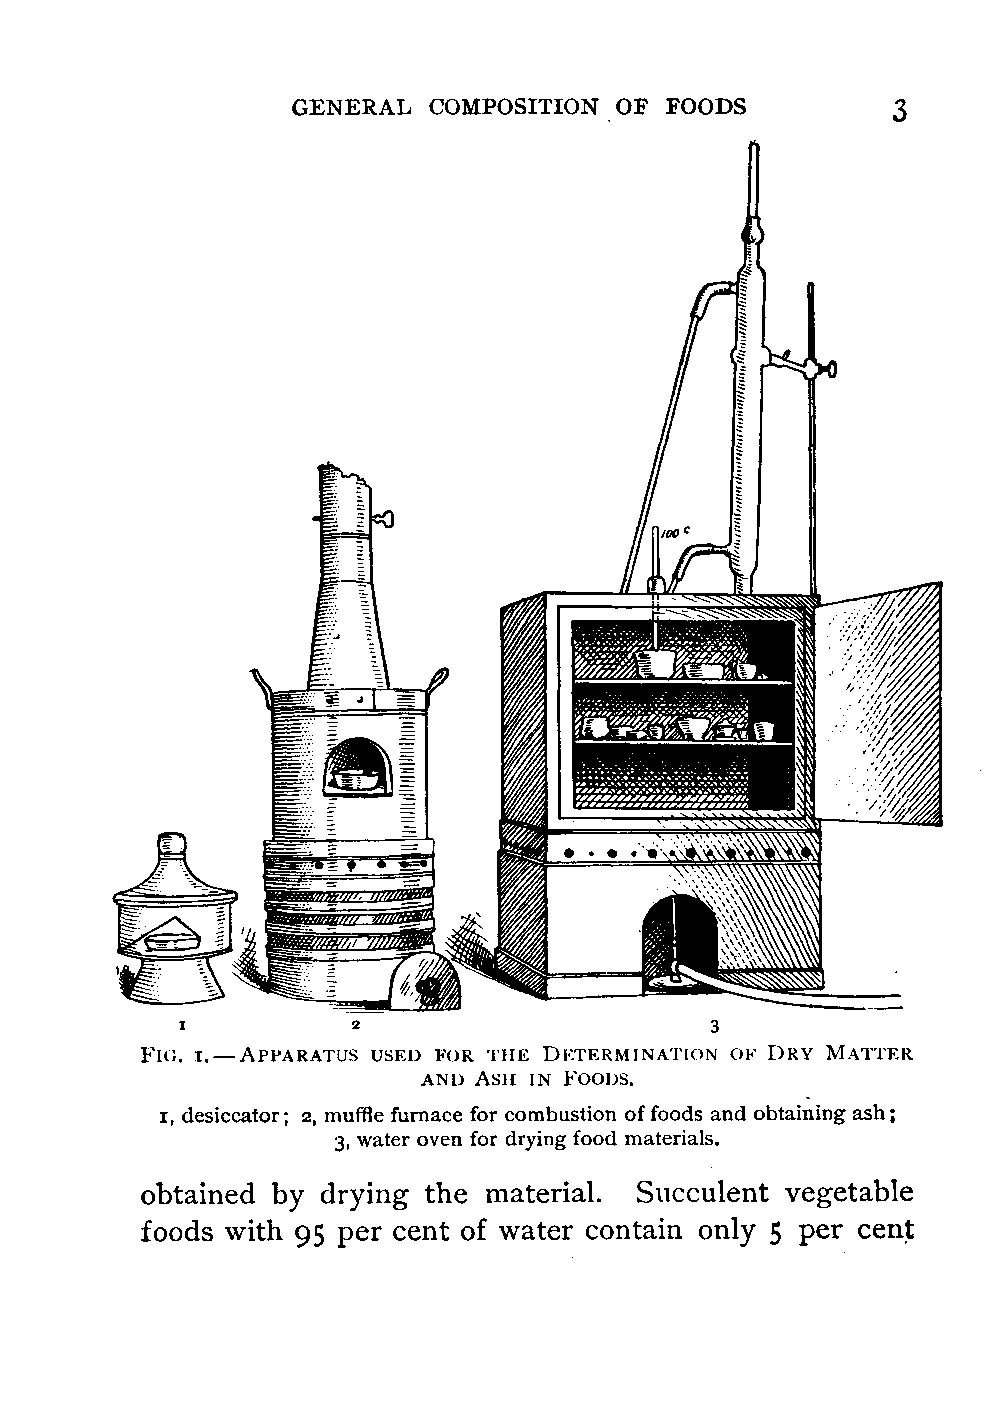 GENERAL COMPOSITION OF FOODS 3
100 C
1 2 3
FIG. 1.—APPARATUS USED FOR THE DETERMINATION OF DRY MATTER
AND ASH IN FOODS.
1, desiccator; 2, muffle furnace for combustion of foods and obtaining ash;
3, water oven for drying food materials.
obtained by drying the material. Succulent vegetable
foods with 95 per cent of water contain only 5 per cent